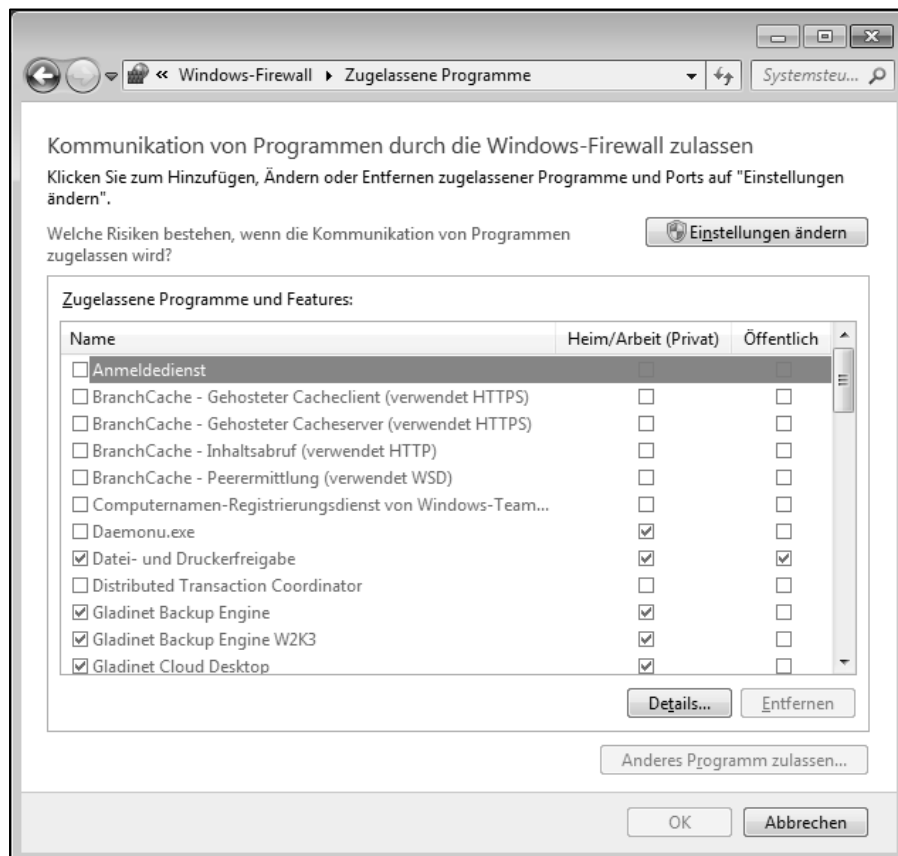 « Windows-Firewall ▸ Zugelassene Programme
Systemsteu...
Kommunikation von Programmen durch die Windows-Firewall zulassen
Klicken Sie zum Hinzufügen, Ändern oder Entfernen zugelassener Programme und Ports auf "Einstellungen
ändern".
Welche Risiken bestehen, wenn die Kommunikation von Programmen
zugelassen wird?
Einstellungen ändern
Zugelassene Programme und Features:
Name Heim/Arbeit (Privat) Öffentlich
Anmeldedienst
BranchCache - Gehosteter Cacheclient (verwendet HTTPS)
BranchCache - Gehosteter Cacheserver (verwendet HTTPS)
BranchCache - Inhaltsabruf (verwendet HTTP)
BranchCache - Peerermittlung (verwendet WSD)
Computernamen-Registrierungsdienst von Windows-Team...
Daemonu.exe
Datei- und Druckerfreigabe
Distributed Transaction Coordinator
Gladinet Backup Engine
Gladinet Backup Engine W2K3
Gladinet Cloud Desktop
Details... Entfernen
Anderes Programm zulassen...
OK Abbrechen